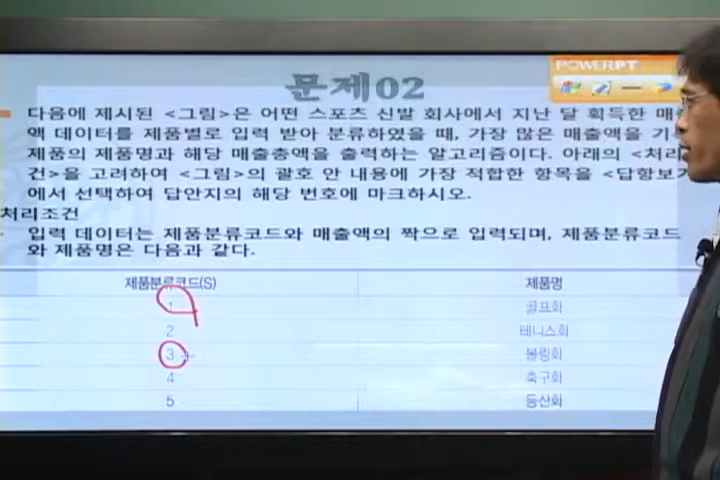 문제02
POWERPT
다음에 제시된 <그림>은 어떤 스포츠 신발 회사에서 지난 달 획득한 매
액 데이터를 제품별로 입력 받아 분류하였을 때, 가장 많은 매출액을 기
제품의 제품명과 해당 매출총액을 출력하는 알고리즘이다. 아래의 <처리
건>을 고려하여 <그림>의 괄호 안 내용에 가장 적합한 항목을 <답항보기
에서 선택하여 답안지의 해당 번호에 마크하시오.
처리조건
입력 데이터는 제품분류코드와 매출액의 짝으로 입력되며, 제품분류코드
와 제품명은 다음과 같다.
제품분류코드(S) 제품명
1 골프화
2 테니스화
3 볼링화
4 축구화
5 등산화